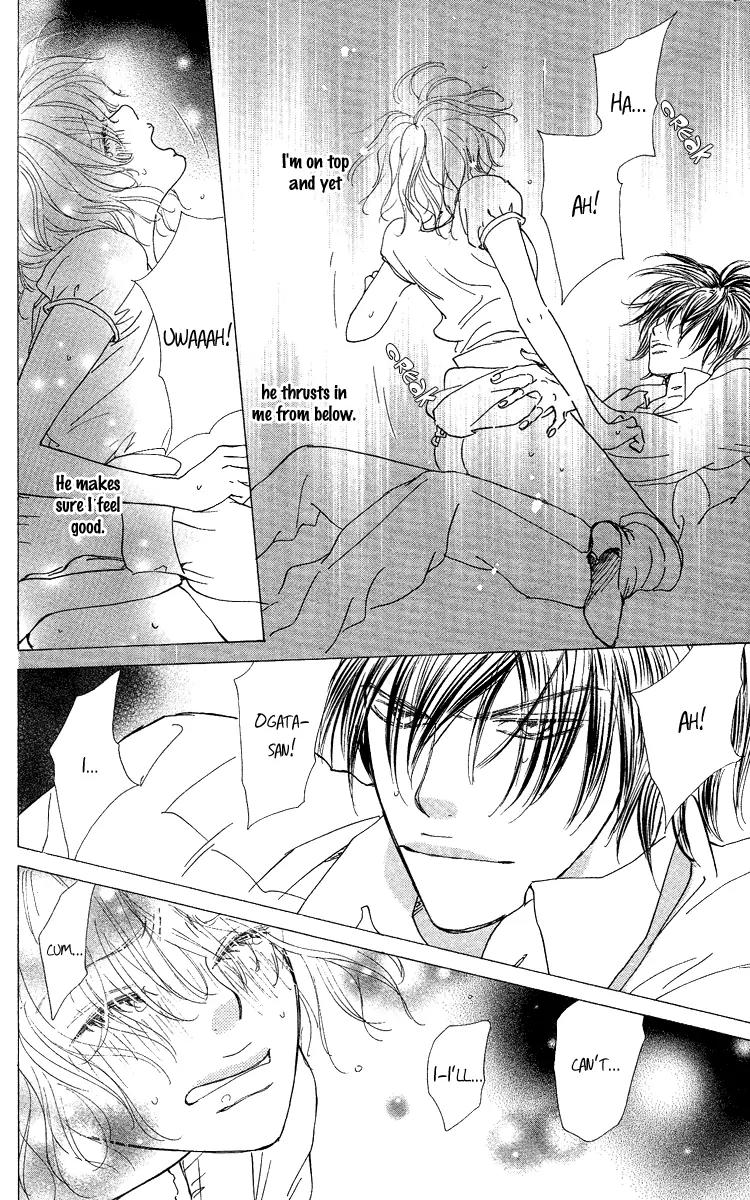 HA...
CREAK
AH!
I'm on top
and yet
CREAK
he thrusts in
me from below.
UWAAAH!
He makes
sure I feel
good.
AH!
OGATA-
SAN!
I...
CAN'T...
I-I'LL...
CUM...